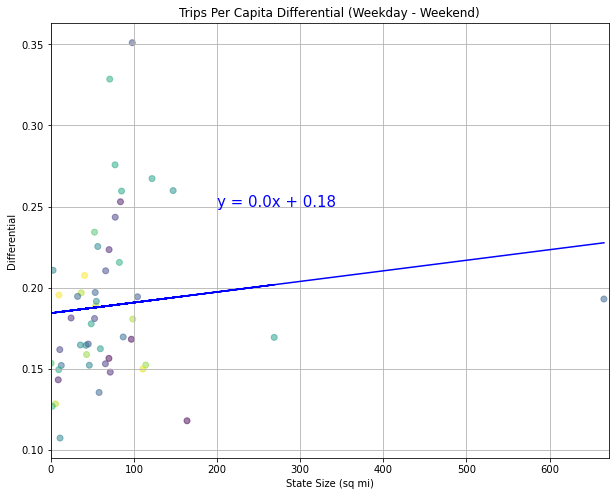 Trips Per Capita Differential (Weekday - Weekend)
0.35
0.30
0.25
0.20
0.15
0.10
Differential
y = 0.0x + 0.18
0 100 200 300 400 500 600
State Size (sq mi)